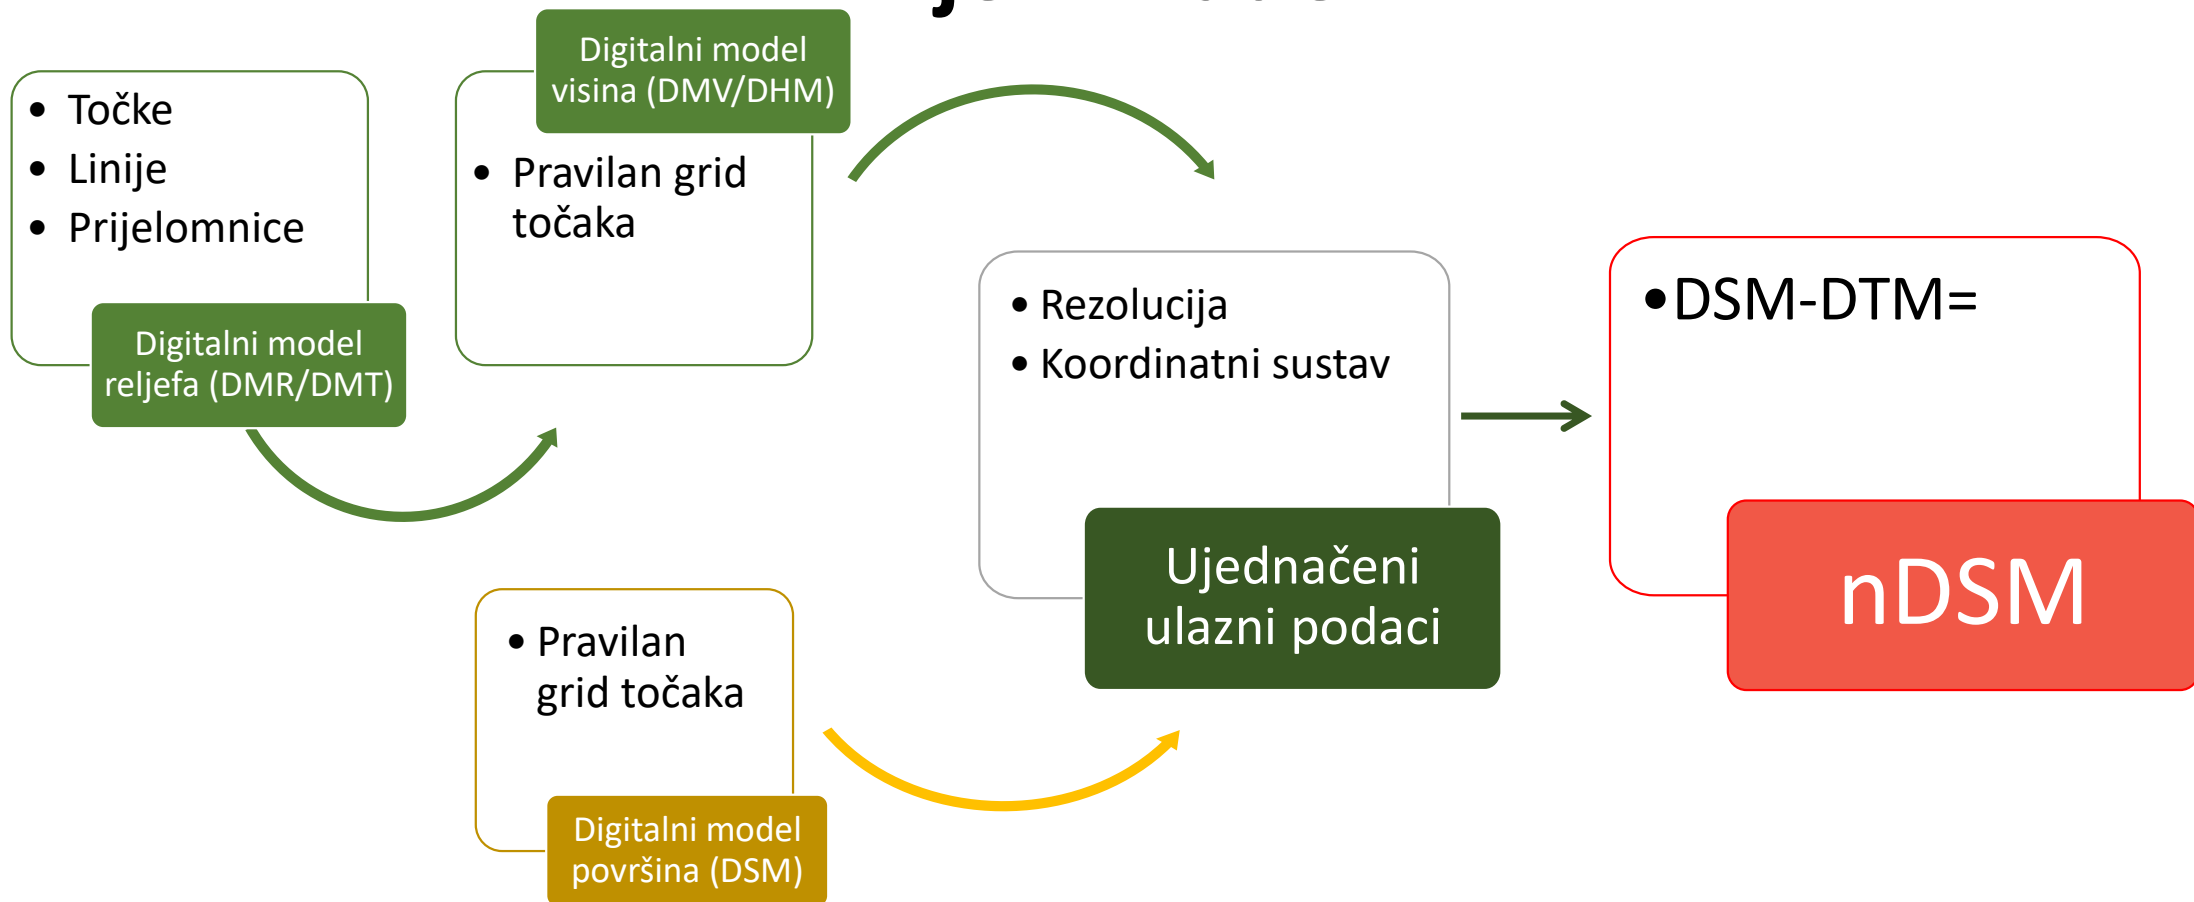 Digitalni model
visina (DMV/DHM)
• Točke
• Linije
• Prijelomnice
Digitalni model
reljefa (DMR/DMT)
• Pravilan grid
točaka
• Rezolucija
• Koordinatni sustav
Ujednačeni
ulazni podaci
• DSM-DTM=
nDSM
• Pravilan
grid točaka
Digitalni model
površina (DSM)